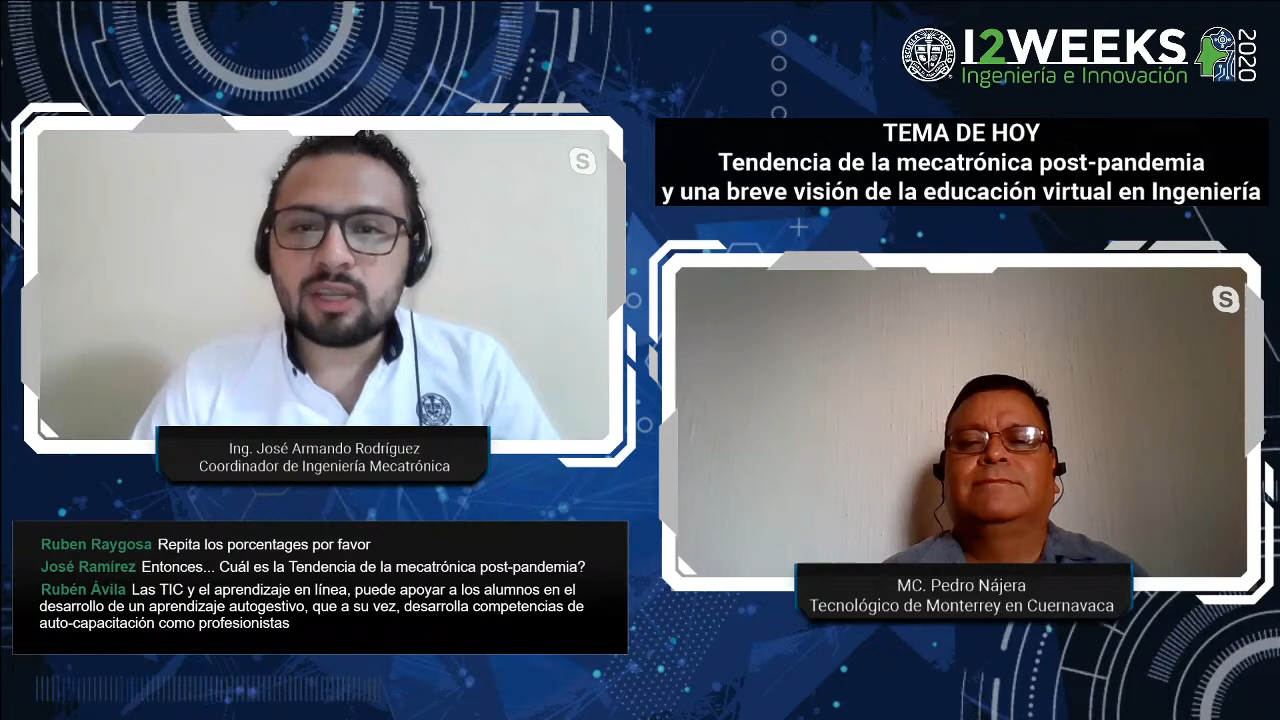 I2WEEKS
Ingeniería e Innovación
2020
TEMA DE HOY
Tendencia de la mecatrónica post-pandemia
y una breve visión de la educación virtual en Ingeniería
S
S
Ing. José Armando Rodríguez
Coordinador de Ingeniería Mecatrónica
MC. Pedro Nájera
Tecnológico de Monterrey en Cuernavaca
Ruben Raygosa Repita los porcentages por favor
José Ramírez Entonces... Cuál es la Tendencia de la mecatrónica post-pandemia?
Rubén Ávila Las TIC y el aprendizaje en línea, puede apoyar a los alumnos en el
desarrollo de un aprendizaje autogestivo, que a su vez, desarrolla competencias de
auto-capacitación como profesionistas